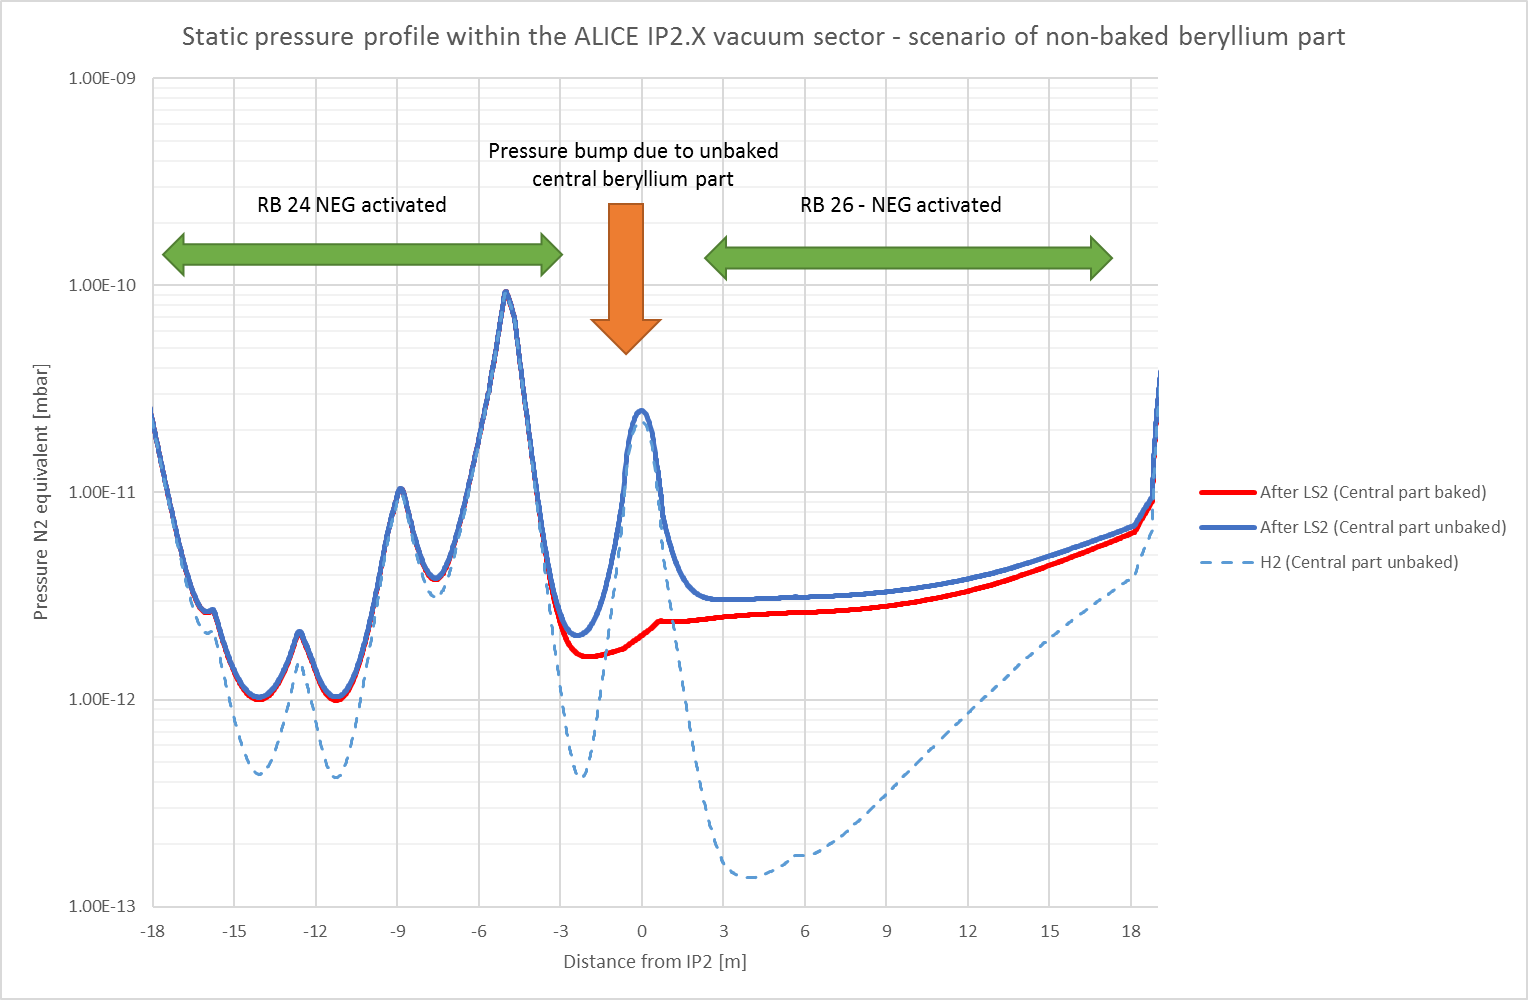 Static pressure profile within the ALICE IP2.X vacuum sector - scenario of non-baked beryllium part
1.00E-09
1.00E-10
1.00E-11
1.00E-12
1.00E-13
Pressure N2 equivalent [mbar]
Pressure bump due to unbaked
central beryllium part
RB 24 NEG activated
RB 26 - NEG activated
After LS2 (Central part baked)
After LS2 (Central part unbaked)
H2 (Central part unbaked)
-18 -15 -12 -9 -6 -3 0 3 6 9 12 15 18
Distance from IP2 [m]